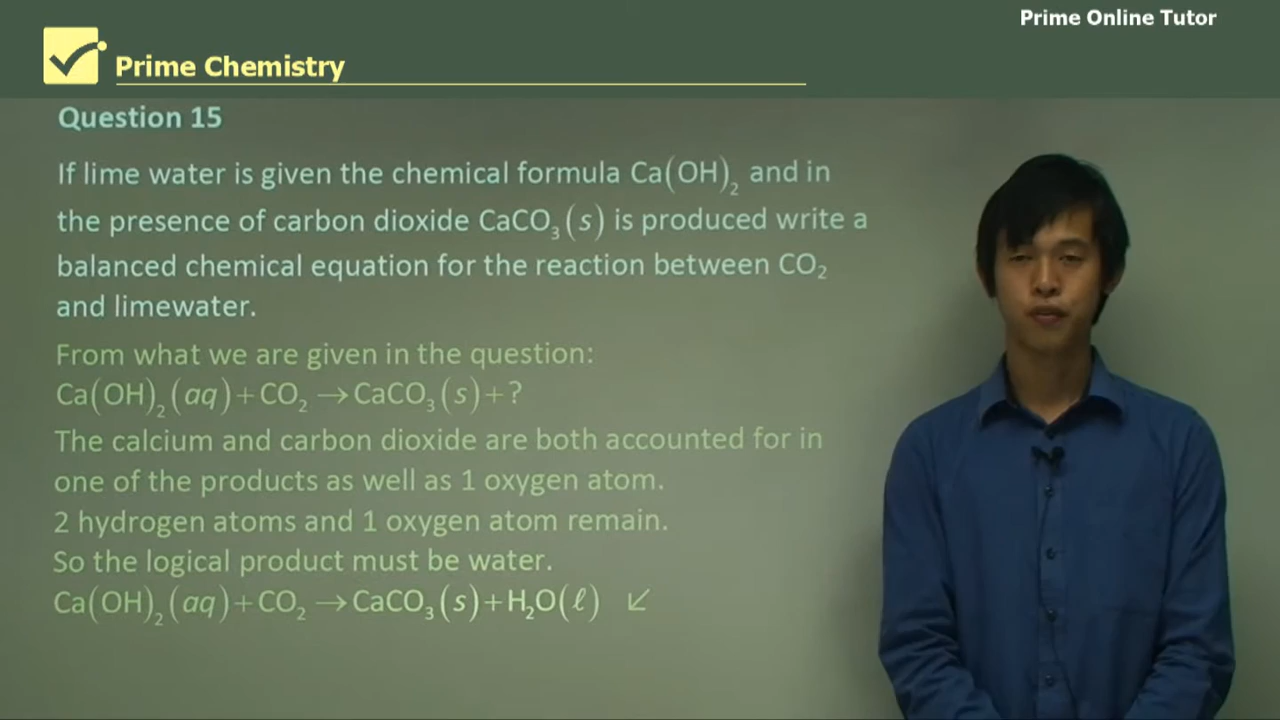 Prime Online Tutor
Prime Chemistry
Question 15
If lime water is given the chemical formula Ca(OH)₂ and in
the presence of carbon dioxide CaCO₃(s) is produced write a
balanced chemical equation for the reaction between CO₂
and limewater.
From what we are given in the question:
Ca(OH)₂(aq)+CO₂→CaCO₃(s)+?
The calcium and carbon dioxide are both accounted for in
one of the products as well as 1 oxygen atom.
2 hydrogen atoms and 1 oxygen atom remain.
So the logical product must be water.
Ca(OH)₂(aq)+CO₂→CaCO₃(s)+H₂O(ℓ) ↙